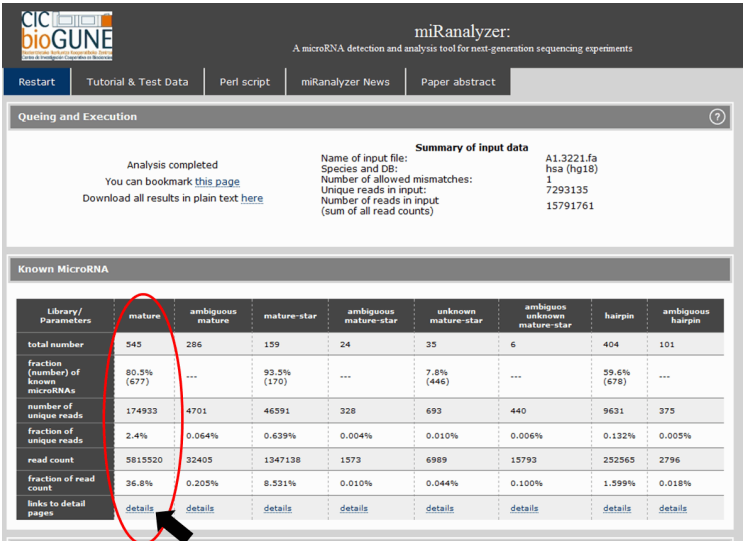 CIC
bioGUNE
miRanalyzer:
A microRNA detection and analysis tool for next-generation sequencing experiments
Restart
Tutorial & Test Data
Perl script
miRanalyzer News
Paper abstract
Queing and Execution
?
Analysis completed
You can bookmark this page
Download all results in plain text here
Summary of input data
Name of input file: A1.3221.fa
Species and DB: hsa (hg18)
Number of allowed mismatches: 1
Unique reads in input: 7293135
Number of reads in input 15791761
(sum of all read counts)
Known MicroRNA
Library/ Parameters mature ambiguous mature mature-star ambiguous mature-star unknown mature-star ambiguos unknown mature-star hairpin ambiguous hairpin
total number 545 286 159 24 35 6 404 101
fraction (number) of known microRNAs 80.5% (677) --- 93.5% (170) --- 7.8% (446) --- 59.6% (678) ---
number of unique reads 174933 4701 46591 328 693 440 9631 375
fraction of unique reads 2.4% 0.064% 0.639% 0.004% 0.010% 0.006% 0.132% 0.005%
read count 5815520 32405 1347138 1573 6989 15793 252565 2796
fraction of read count 36.8% 0.205% 8.531% 0.010% 0.044% 0.100% 1.599% 0.018%
links to detail pages details details details details details details details details